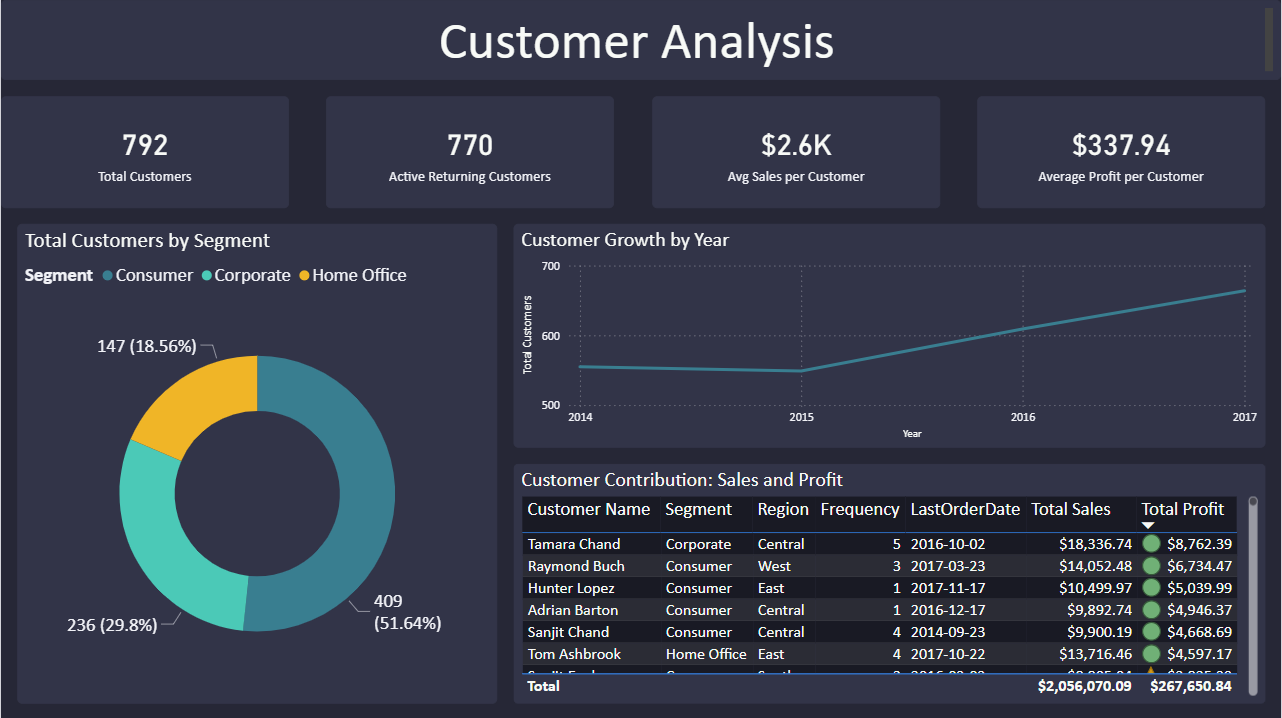 Customer Analysis
792
Total Customers
770
Active Returning Customers
$2.6K
Avg Sales per Customer
$337.94
Average Profit per Customer
Total Customers by Segment
Segment Consumer Corporate Home Office
147 (18.56%)
409
(51.64%)
236 (29.8%)
Customer Growth by Year
Total Customers
700
600
500
2014 2015 2016 2017
Year
Customer Contribution: Sales and Profit
Customer Name Segment Region Frequency LastOrderDate Total Sales Total Profit
Tamara Chand Corporate Central 5 2016-10-02 $18,336.74 $8,762.39
Raymond Buch Consumer West 3 2017-03-23 $14,052.48 $6,734.47
Hunter Lopez Consumer East 1 2017-11-17 $10,499.97 $5,039.99
Adrian Barton Consumer Central 1 2016-12-17 $9,892.74 $4,946.37
Sanjit Chand Consumer Central 4 2014-09-23 $9,900.19 $4,668.69
Tom Ashbrook Home Office East 4 2017-10-22 $13,716.46 $4,597.17
Total $2,056,070.09 $267,650.84